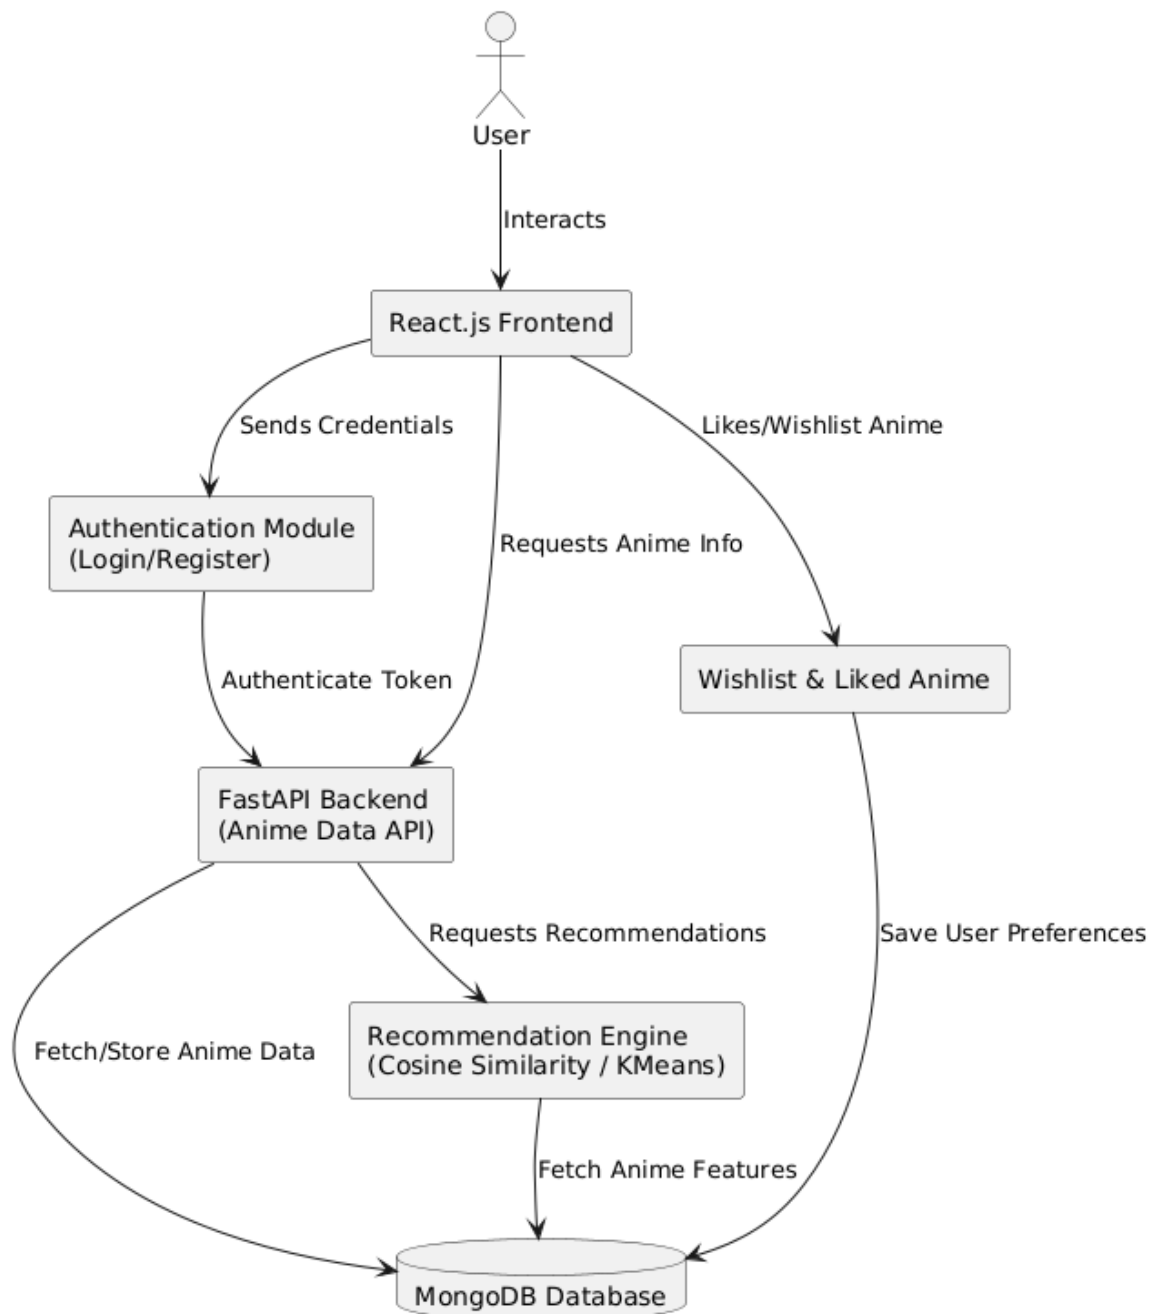 User
Interacts
React.js Frontend
Sends Credentials
Likes/Wishlist Anime
Authentication Module
(Login/Register)
Requests Anime Info
Authenticate Token
Wishlist & Liked Anime
FastAPI Backend
(Anime Data API)
Requests Recommendations
Save User Preferences
Recommendation Engine
(Cosine Similarity / KMeans)
Fetch/Store Anime Data
Fetch Anime Features
MongoDB Database